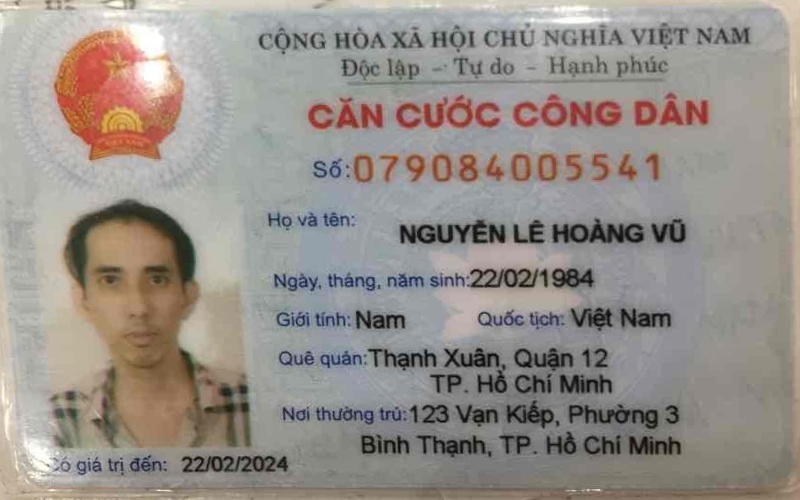 CỘNG HÒA XÃ HỘI CHỦ NGHĨA VIỆT NAM
Độc lập - Tự do - Hạnh phúc
CĂN CƯỚC CÔNG DÂN
Số: 079084005541
Họ và tên: NGUYỄN LÊ HOÀNG VŨ
Ngày, tháng, năm sinh: 22/02/1984
Giới tính: Nam Quốc tịch: Việt Nam
Quê quán: Thạnh Xuân, Quận 12
TP. Hồ Chí Minh
Nơi thường trú: 123 Vạn Kiếp, Phường 3
Bình Thạnh, TP. Hồ Chí Minh
Có giá trị đến: 22/02/2024